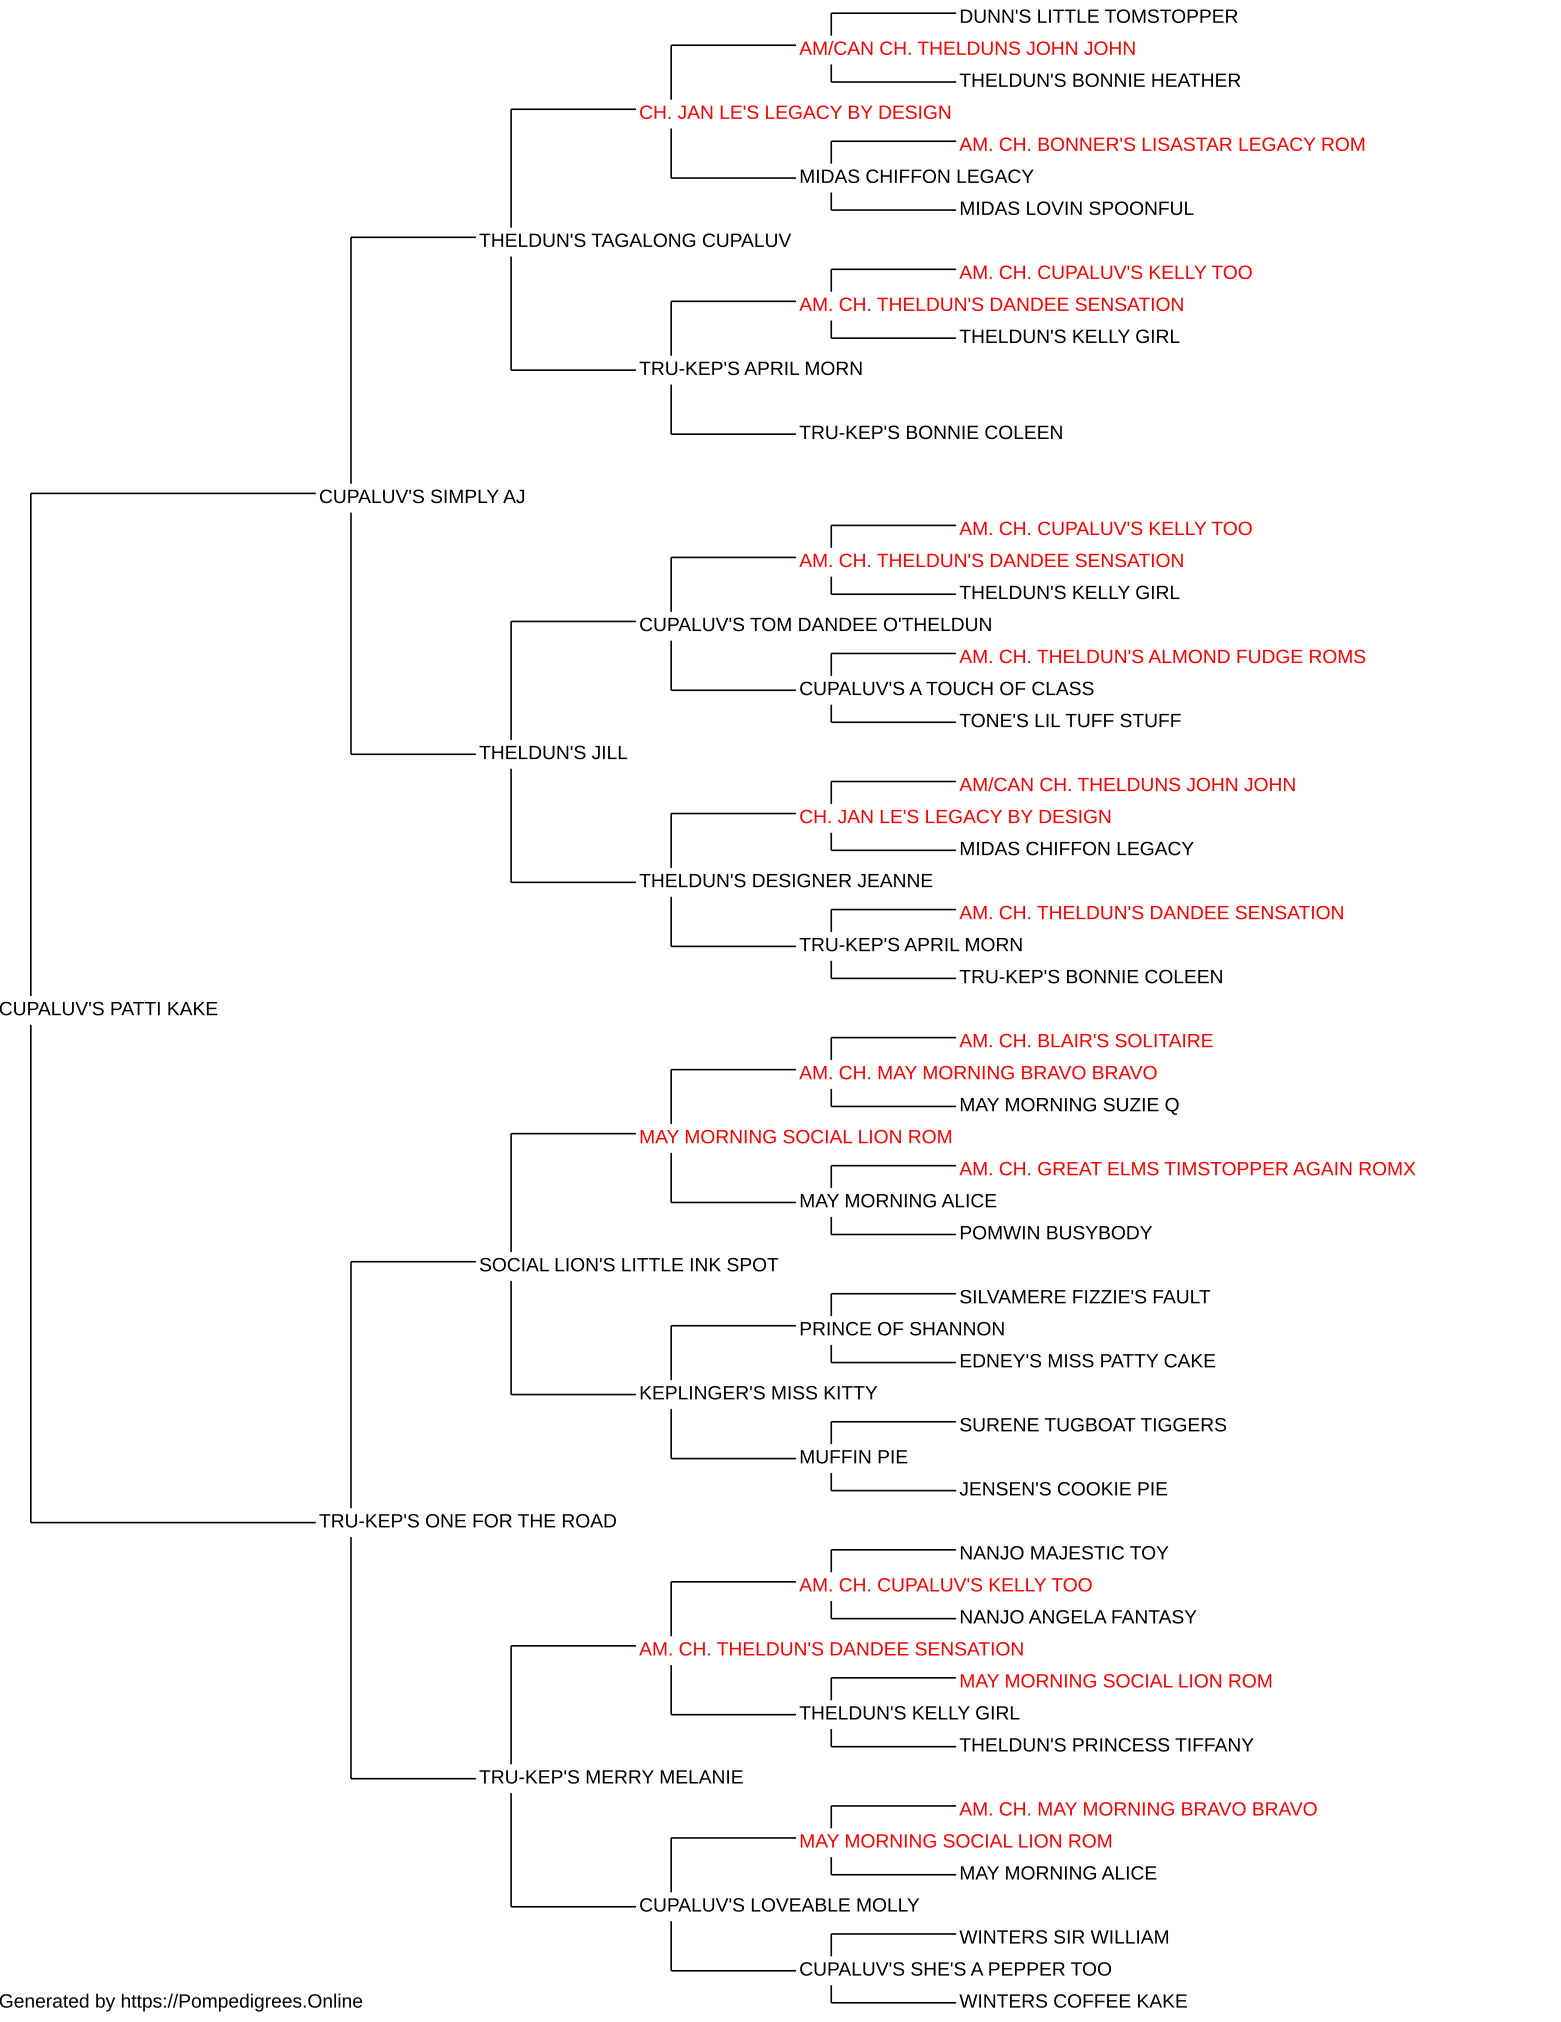 DUNN'S LITTLE TOMSTOPPER
AM/CAN CH. THELDUNS JOHN JOHN
THELDUN'S BONNIE HEATHER
CH. JAN LE'S LEGACY BY DESIGN
AM. CH. BONNER'S LISASTAR LEGACY ROM
MIDAS CHIFFON LEGACY
MIDAS LOVIN SPOONFUL
THELDUN'S TAGALONG CUPALUV
AM. CH. CUPALUV'S KELLY TOO
AM. CH. THELDUN'S DANDEE SENSATION
THELDUN'S KELLY GIRL
TRU-KEP'S APRIL MORN
TRU-KEP'S BONNIE COLEEN
CUPALUV'S SIMPLY AJ
AM. CH. CUPALUV'S KELLY TOO
AM. CH. THELDUN'S DANDEE SENSATION
THELDUN'S KELLY GIRL
CUPALUV'S TOM DANDEE O'THELDUN
AM. CH. THELDUN'S ALMOND FUDGE ROMS
CUPALUV'S A TOUCH OF CLASS
TONE'S LIL TUFF STUFF
THELDUN'S JILL
AM/CAN CH. THELDUNS JOHN JOHN
CH. JAN LE'S LEGACY BY DESIGN
MIDAS CHIFFON LEGACY
THELDUN'S DESIGNER JEANNE
AM. CH. THELDUN'S DANDEE SENSATION
TRU-KEP'S APRIL MORN
TRU-KEP'S BONNIE COLEEN
CUPALUV'S PATTI KAKE
AM. CH. BLAIR'S SOLITAIRE
AM. CH. MAY MORNING BRAVO BRAVO
MAY MORNING SUZIE Q
MAY MORNING SOCIAL LION ROM
AM. CH. GREAT ELMS TIMSTOPPER AGAIN ROMX
MAY MORNING ALICE
POMWIN BUSYBODY
SOCIAL LION'S LITTLE INK SPOT
SILVAMERE FIZZIE'S FAULT
PRINCE OF SHANNON
EDNEY'S MISS PATTY CAKE
KEPLINGER'S MISS KITTY
SURENE TUGBOAT TIGGERS
MUFFIN PIE
JENSEN'S COOKIE PIE
TRU-KEP'S ONE FOR THE ROAD
NANJO MAJESTIC TOY
AM. CH. CUPALUV'S KELLY TOO
NANJO ANGELA FANTASY
AM. CH. THELDUN'S DANDEE SENSATION
MAY MORNING SOCIAL LION ROM
THELDUN'S KELLY GIRL
THELDUN'S PRINCESS TIFFANY
TRU-KEP'S MERRY MELANIE
AM. CH. MAY MORNING BRAVO BRAVO
MAY MORNING SOCIAL LION ROM
MAY MORNING ALICE
CUPALUV'S LOVEABLE MOLLY
WINTERS SIR WILLIAM
CUPALUV'S SHE'S A PEPPER TOO
WINTERS COFFEE KAKE
Generated by https://Pompedigrees.Online